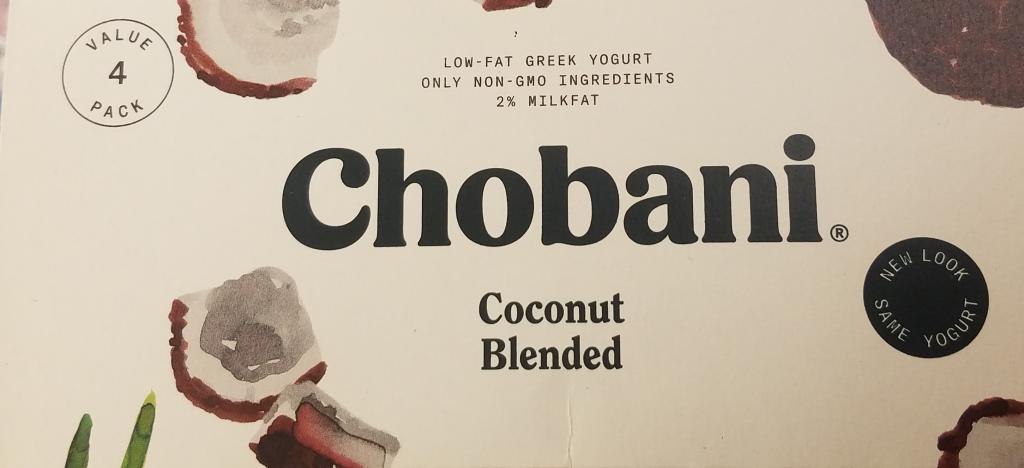 VALUE
4
PACK
LOW-FAT GREEK YOGURT
ONLY NON-GMO INGREDIENTS
2% MILKFAT
Chobani®
Coconut
Blended
NEW LOOK
SAME YOGURT